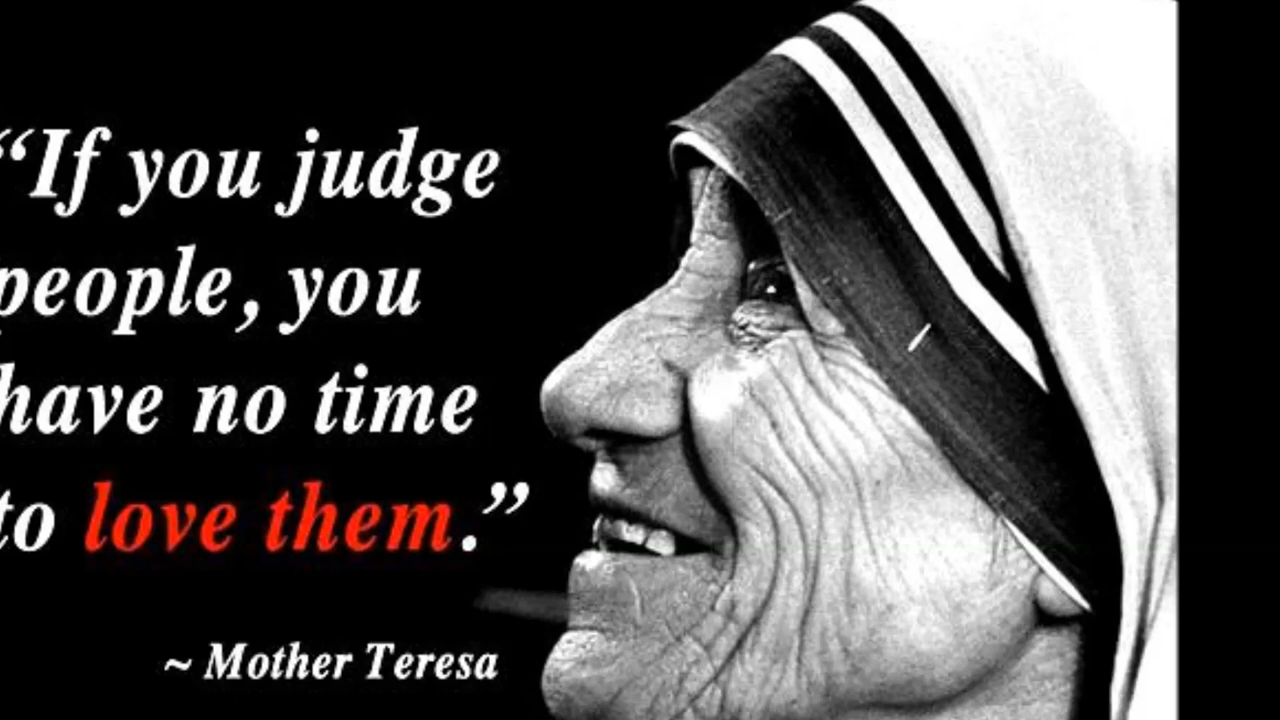 “If you judge
people, you
have no time
to love them.”
~ Mother Teresa